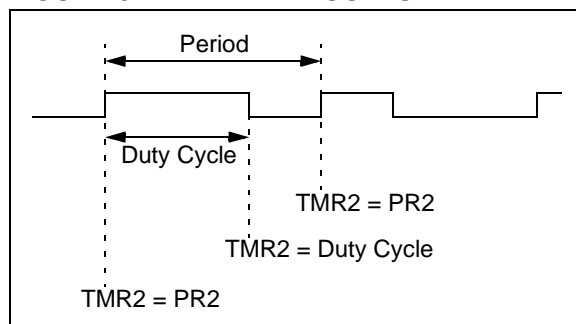 Period
Duty Cycle
TMR2 = PR2
TMR2 = Duty Cycle
TMR2 = PR2